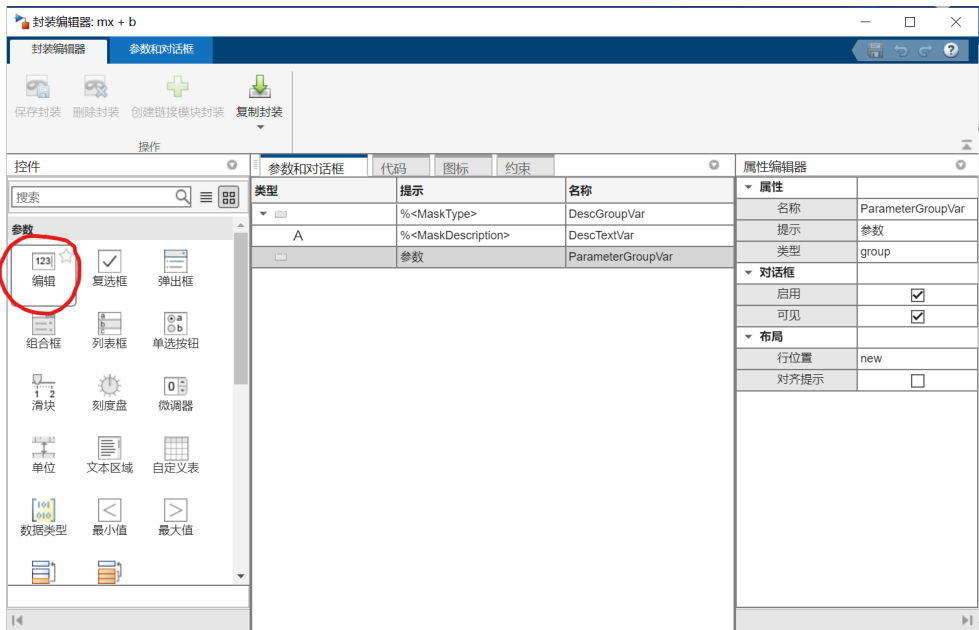 封装编辑器: mx + b
封装编辑器 参数和对话框
保存封装 删除封装 创建链接模块封装 复制封装
操作
控件
搜索
参数
123
编辑 复选框 弹出框
组合框 列表框 单选按钮
滑块 刻度盘 微调器
单位 文本区域 自定义表
数据类型 最小值 最大值
参数和对话框 代码 图标 约束
类型 提示 名称
%<MaskType> DescGroupVar
A %<MaskDescription> DescTextVar
参数 ParameterGroupVar
属性编辑器
属性
名称 ParameterGroupVar
提示 参数
类型 group
对话框
启用
可见
布局
行位置 new
对齐提示